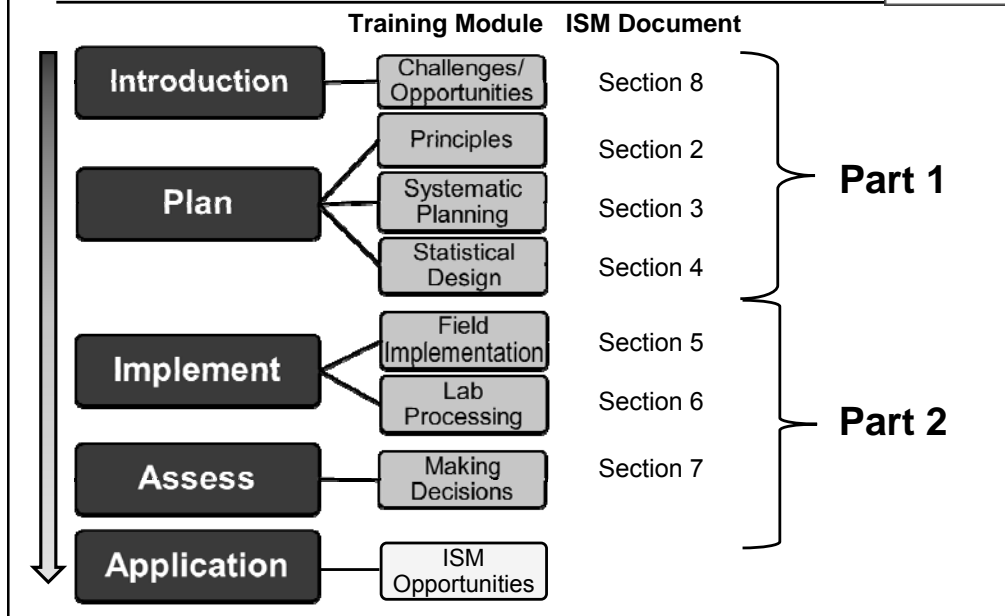 Training Module ISM Document
Introduction
Challenges/
Opportunities
Section 8
Plan
Principles
Section 2
Systematic
Planning
Section 3
Statistical
Design
Section 4
Part 1
Implement
Field
Implementation
Section 5
Lab
Processing
Section 6
Part 2
Assess
Making
Decisions
Section 7
Application
ISM
Opportunities